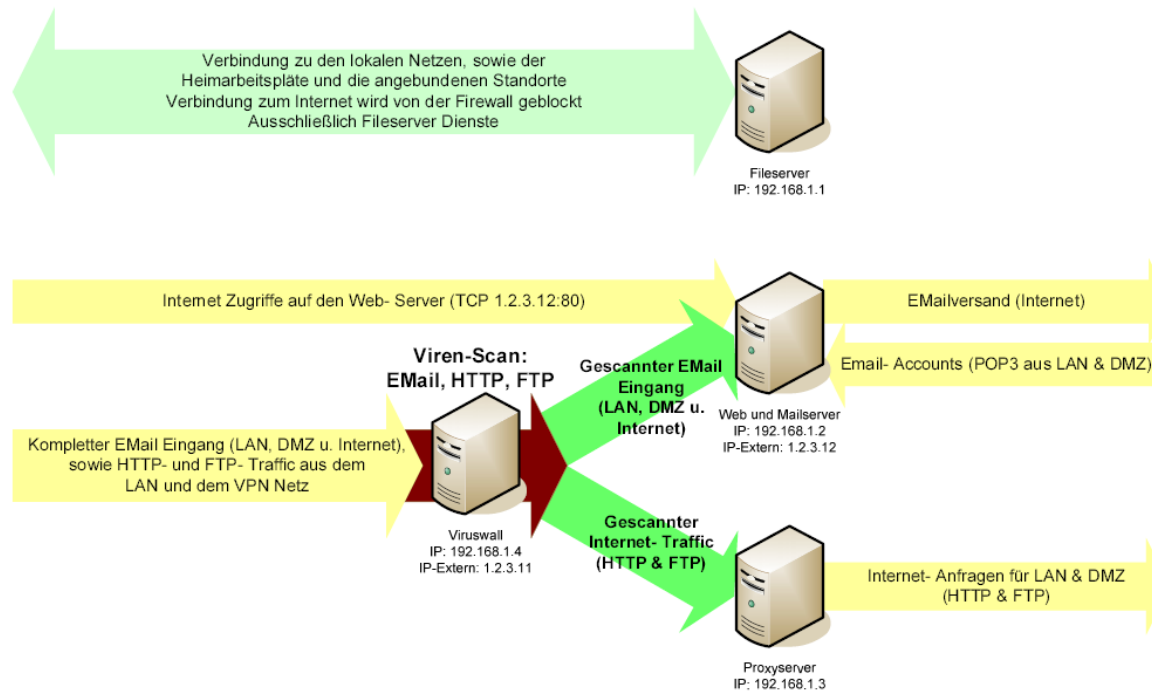 Verbindung zu den lokalen Netzen, sowie der
Heimarbeitspläte und die angebundenen Standorte
Verbindung zum Internet wird von der Firewall geblockt
Ausschließlich Fileserver Dienste
Fileserver
IP: 192.168.1.1
Internet Zugriffe auf den Web- Server (TCP 1.2.3.12:80)
EMailversand (Internet)
Email- Accounts (POP3 aus LAN & DMZ)
Web und Mailserver
IP: 192.168.1.2
IP-Extern: 1.2.3.12
Viren-Scan:
EMail, HTTP, FTP
Gescannter EMail
Eingang
(LAN, DMZ u.
Internet)
Kompletter EMail Eingang (LAN, DMZ u. Internet),
sowie HTTP- und FTP- Traffic aus dem
LAN und dem VPN Netz
Viruswall
IP: 192.168.1.4
IP-Extern: 1.2.3.11
Gescannter
Internet- Traffic
(HTTP & FTP)
Internet- Anfragen für LAN & DMZ
(HTTP & FTP)
Proxyserver
IP: 192.168.1.3